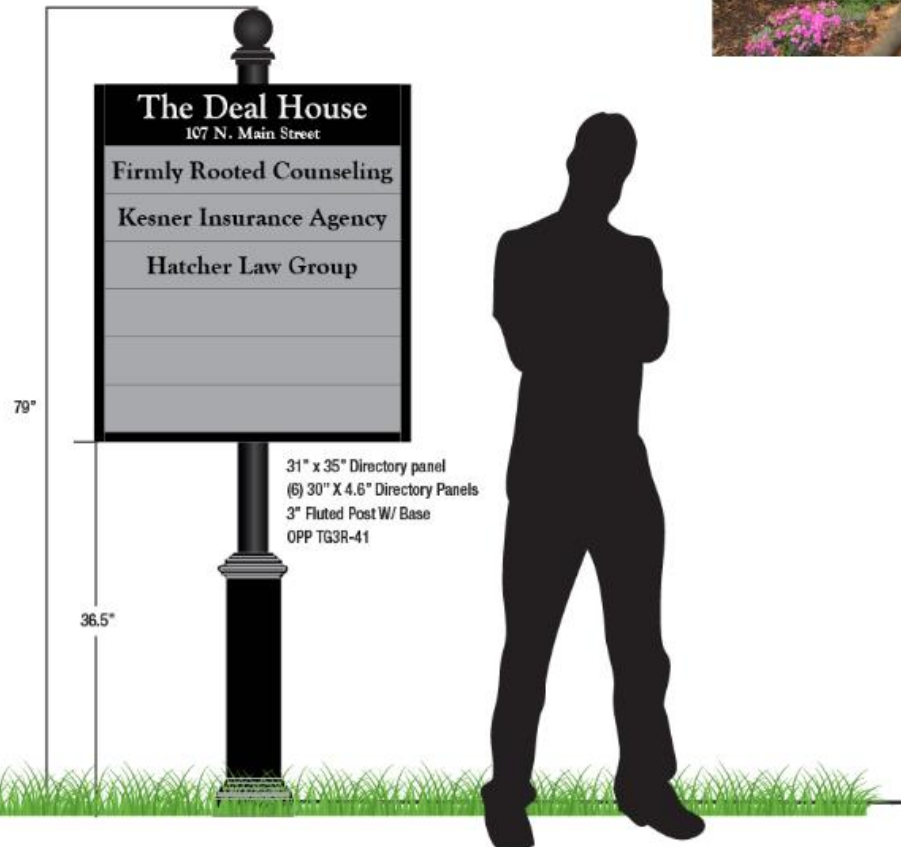 The Deal House
107 N. Main Street
Firmly Rooted Counseling
Kesner Insurance Agency
Hatcher Law Group
79"
31" x 35" Directory panel
(6) 30" X 4.6" Directory Panels
3" Fluted Post W/ Base
OPP TG3R-41
36.5"